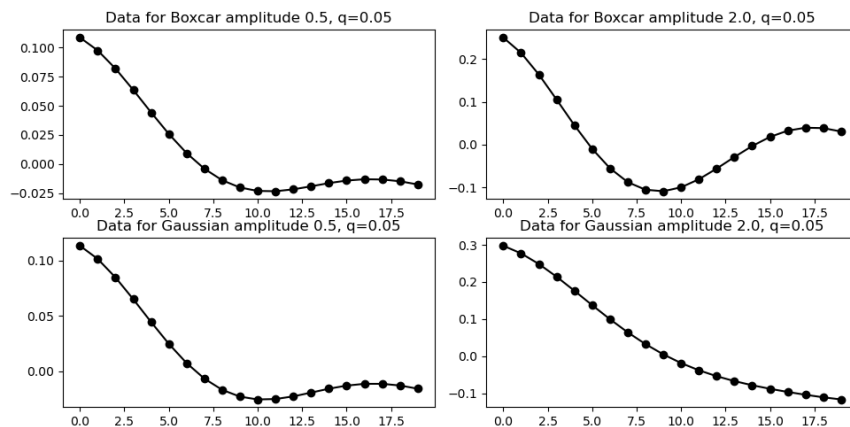 Data for Boxcar amplitude 0.5, q=0.05
0.100
0.075
0.050
0.025
0.000
−0.025
0.0 2.5 5.0 7.5 10.0 12.5 15.0 17.5
Data for Boxcar amplitude 2.0, q=0.05
0.2
0.1
0.0
−0.1
0.0 2.5 5.0 7.5 10.0 12.5 15.0 17.5
Data for Gaussian amplitude 0.5, q=0.05
0.10
0.05
0.00
0.0 2.5 5.0 7.5 10.0 12.5 15.0 17.5
Data for Gaussian amplitude 2.0, q=0.05
0.3
0.2
0.1
0.0
−0.1
0.0 2.5 5.0 7.5 10.0 12.5 15.0 17.5